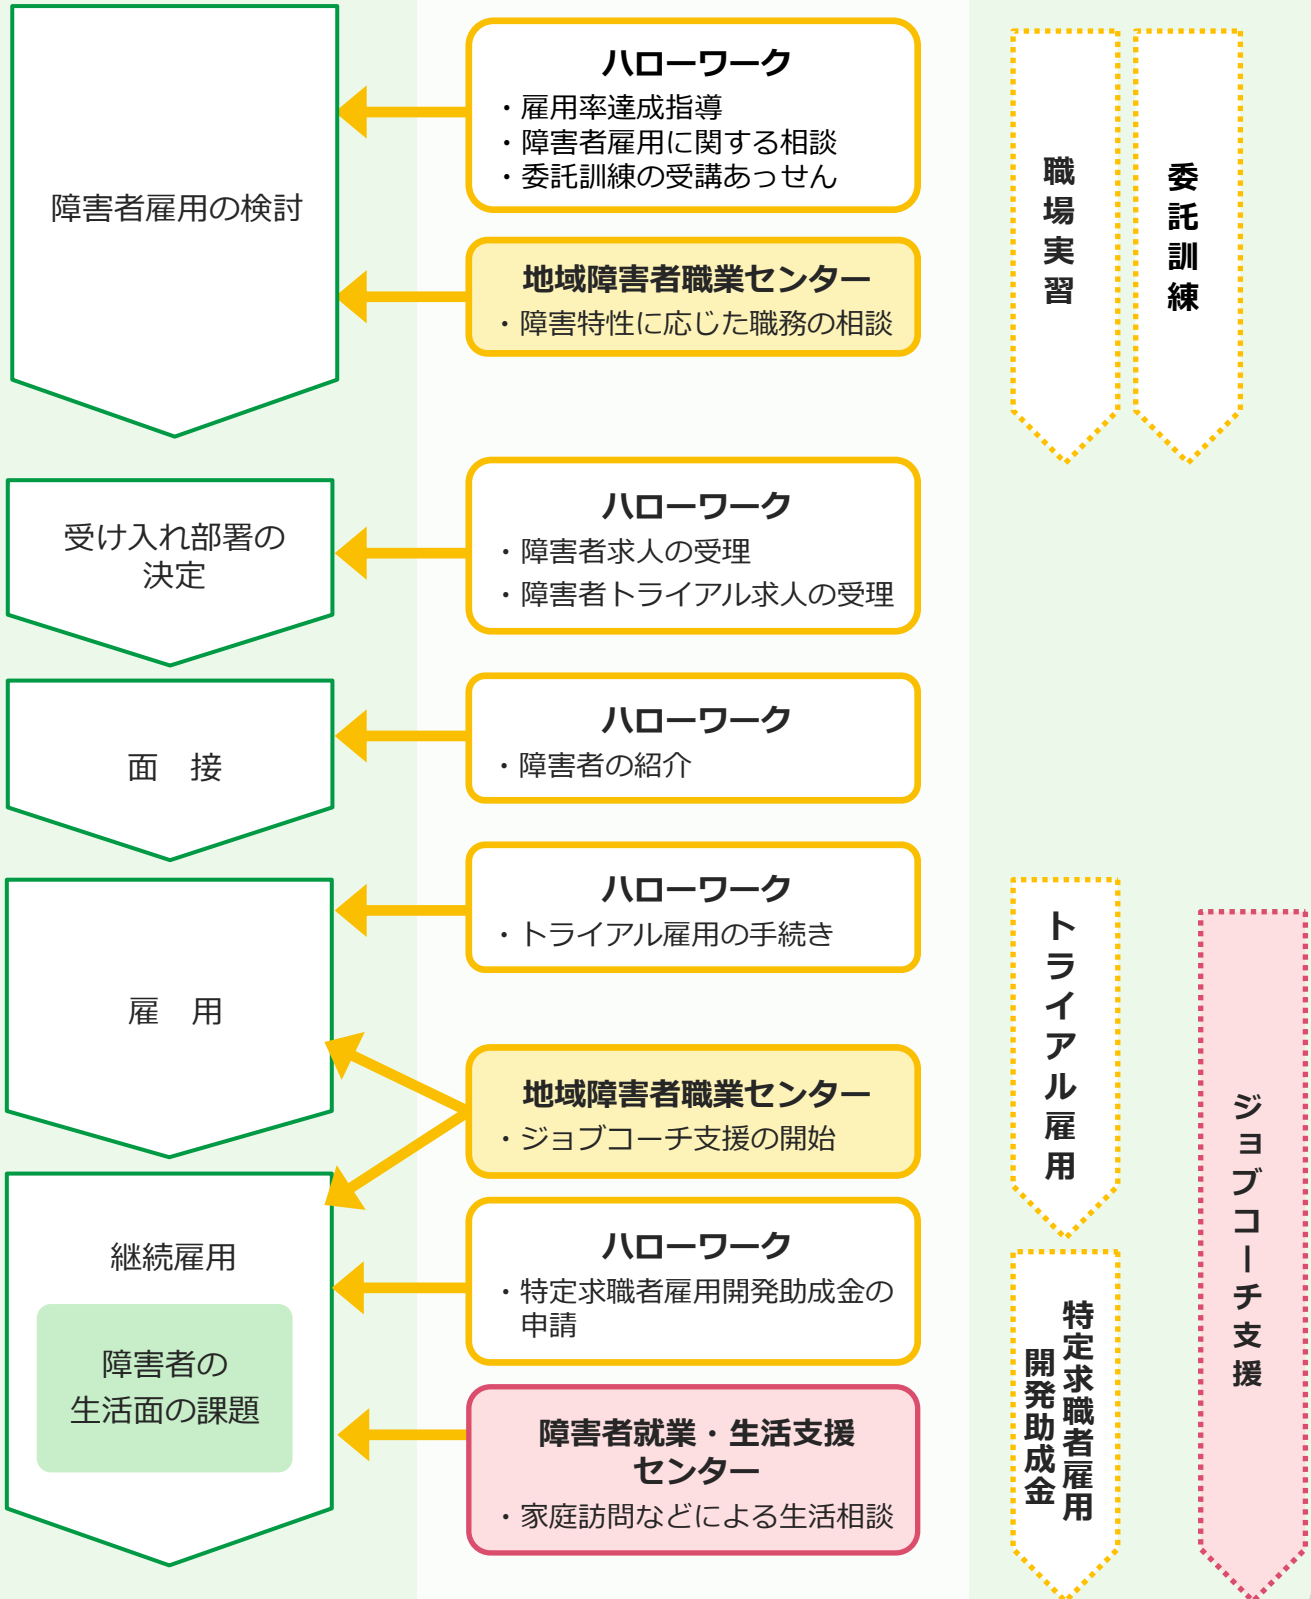 障害者雇用の検討
ハローワーク
・雇用率達成指導
・障害者雇用に関する相談
・委託訓練の受講あっせん
地域障害者職業センター
・障害特性に応じた職務の相談
職場実習
委託訓練
受け入れ部署の
決定
ハローワーク
・障害者求人の受理
・障害者トライアル求人の受理
面　接
ハローワーク
・障害者の紹介
雇　用
ハローワーク
・トライアル雇用の手続き
地域障害者職業センター
・ジョブコーチ支援の開始
トライアル雇用
ジョブコーチ支援
継続雇用
障害者の
生活面の課題
ハローワーク
・特定求職者雇用開発助成金の
申請
障害者就業・生活支援
センター
・家庭訪問などによる生活相談
特定求職者雇用
開発助成金